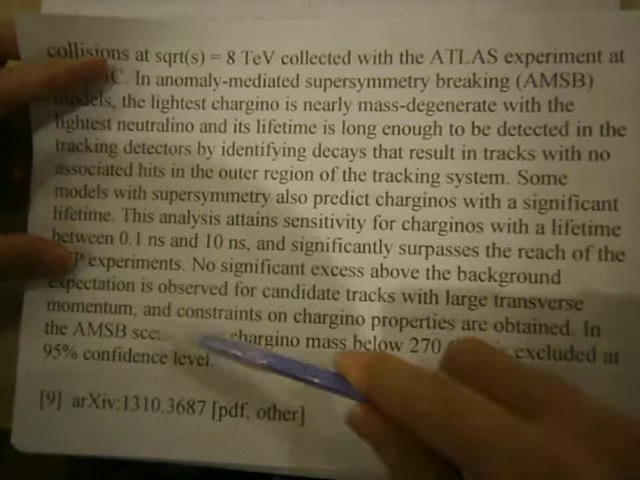 collisions at sqrt(s) = 8 TeV collected with the ATLAS experiment at
C. In anomaly-mediated supersymmetry breaking (AMSB)
models, the lightest chargino is nearly mass-degenerate with the
lightest neutralino and its lifetime is long enough to be detected in the
tracking detectors by identifying decays that result in tracks with no
associated hits in the outer region of the tracking system. Some
models with supersymmetry also predict charginos with a significant
lifetime. This analysis attains sensitivity for charginos with a lifetime
between 0.1 ns and 10 ns, and significantly surpasses the reach of the
P experiments. No significant excess above the background
expectation is observed for candidate tracks with large transverse
momentum, and constraints on chargino properties are obtained. In
the AMSB sce chargino mass below 270 excluded at
95% confidence level.
[9] arXiv:1310.3687 [pdf, other]